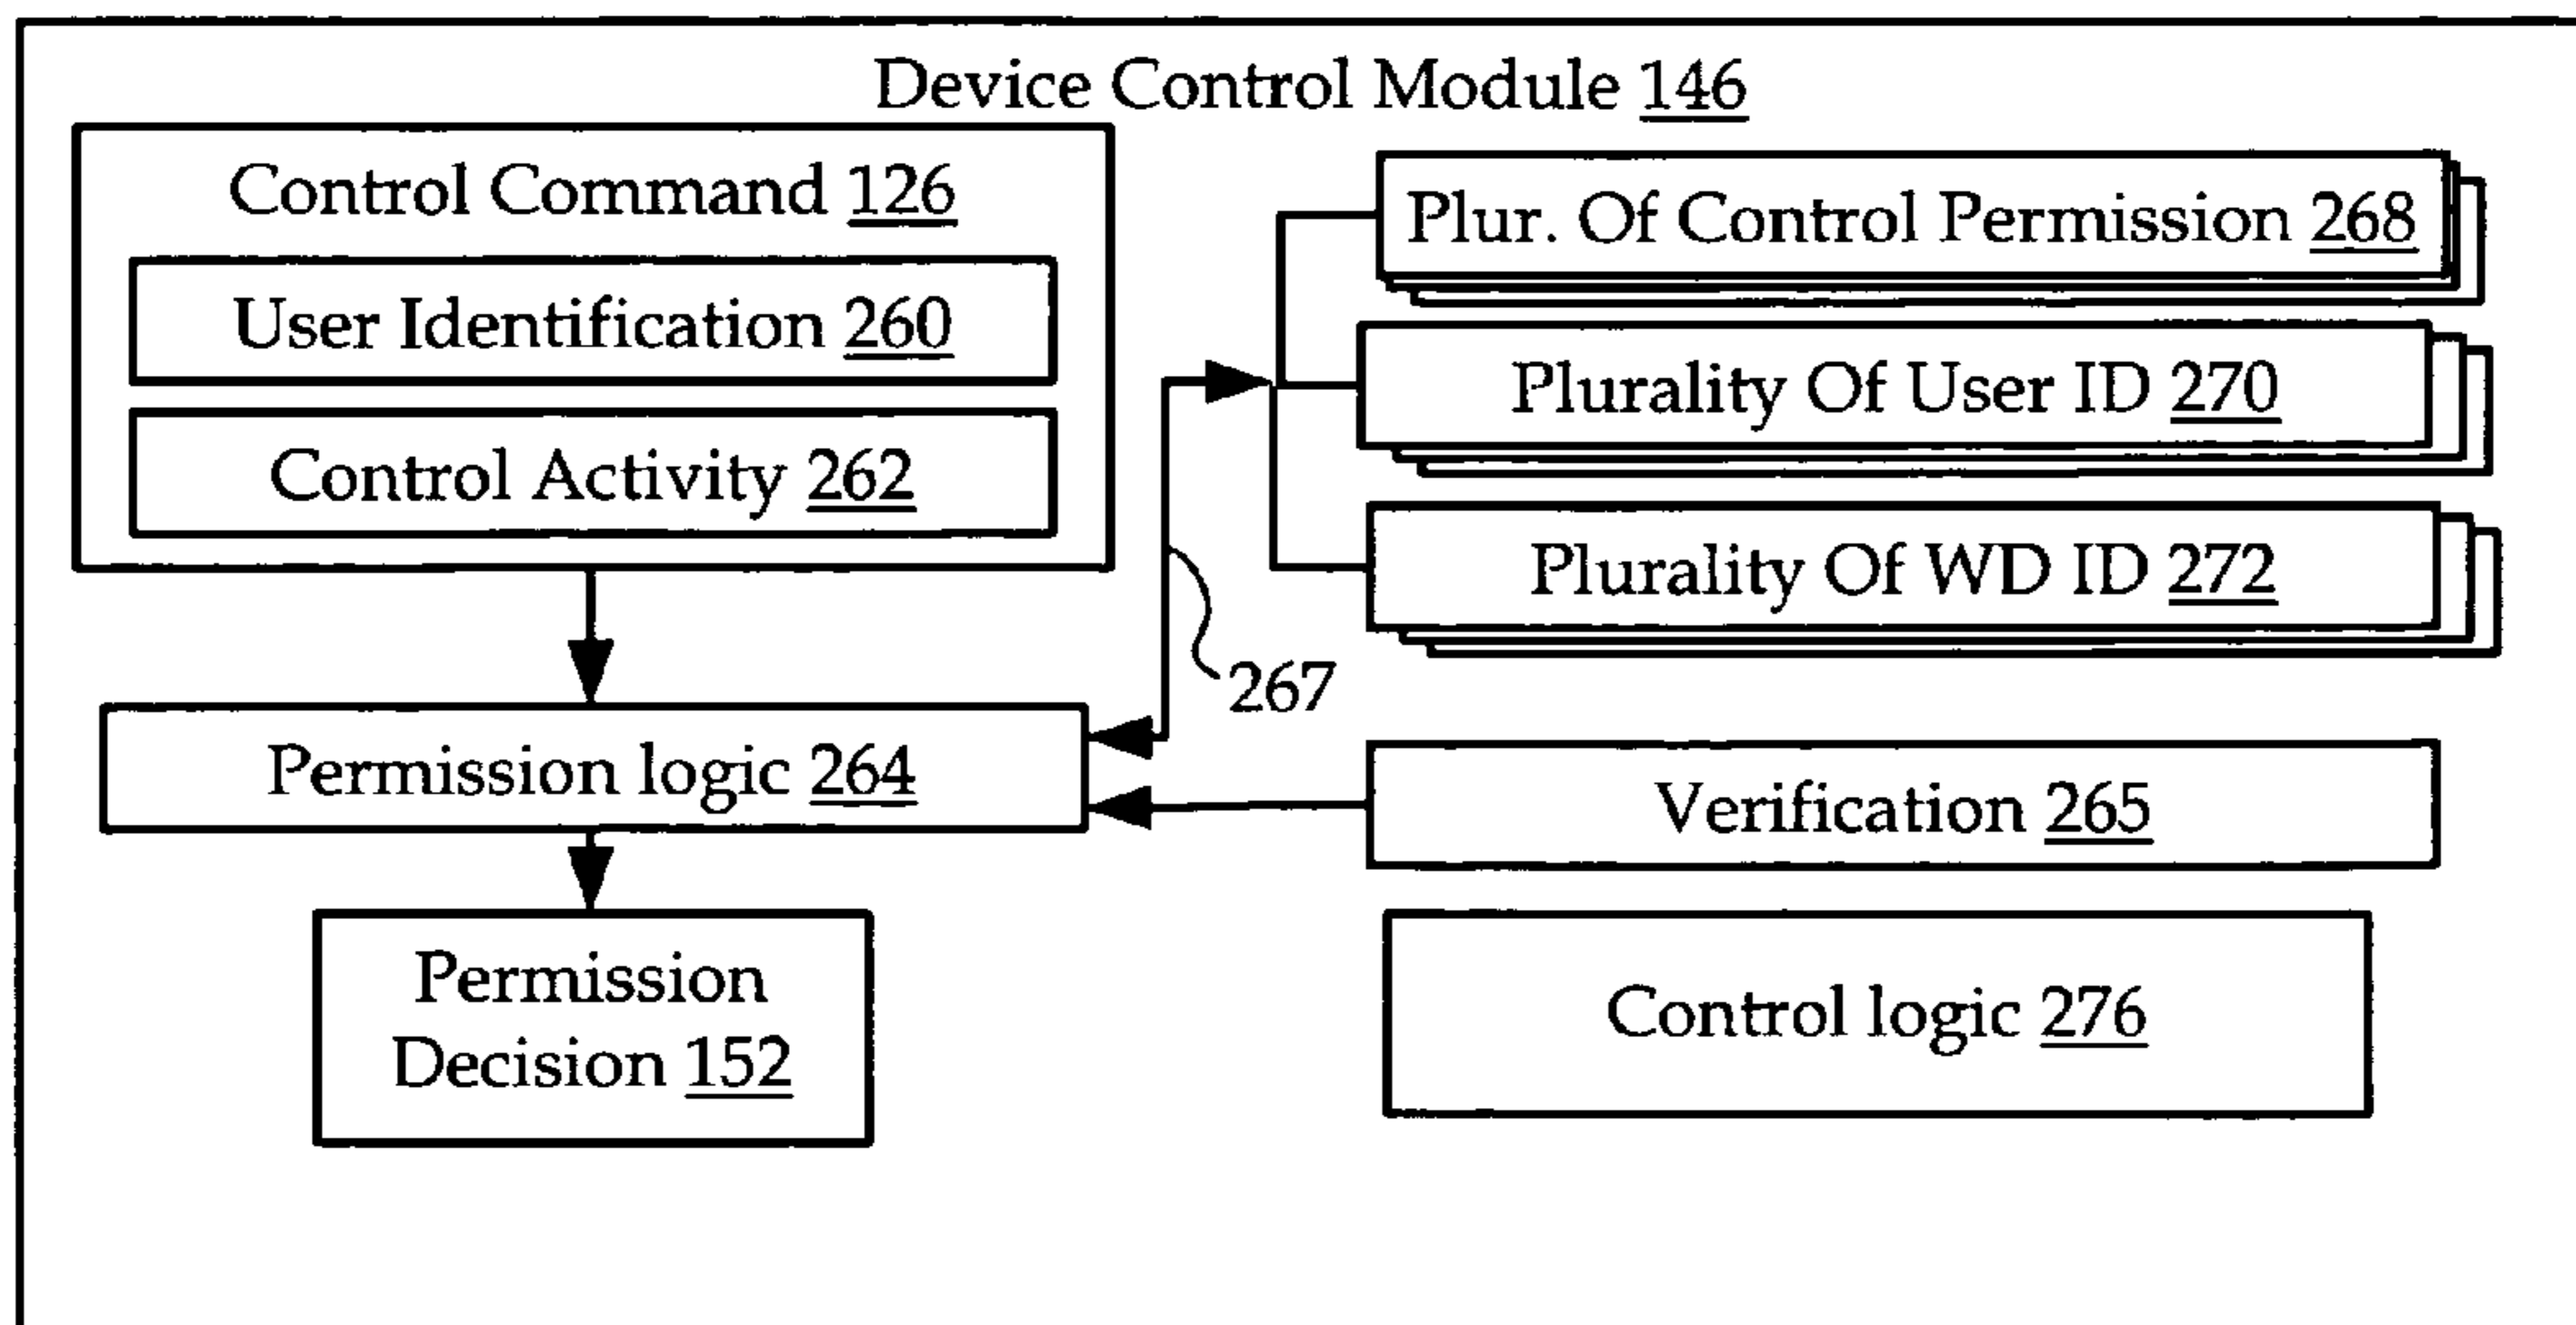 Device Control Module 146
Control Command 126
User Identification 260
Control Activity 262
Plur. Of Control Permission 268
Plurality Of User ID 270
Plurality Of WD ID 272
267
Permission logic 264
Verification 265
Permission
Decision 152
Control logic 276